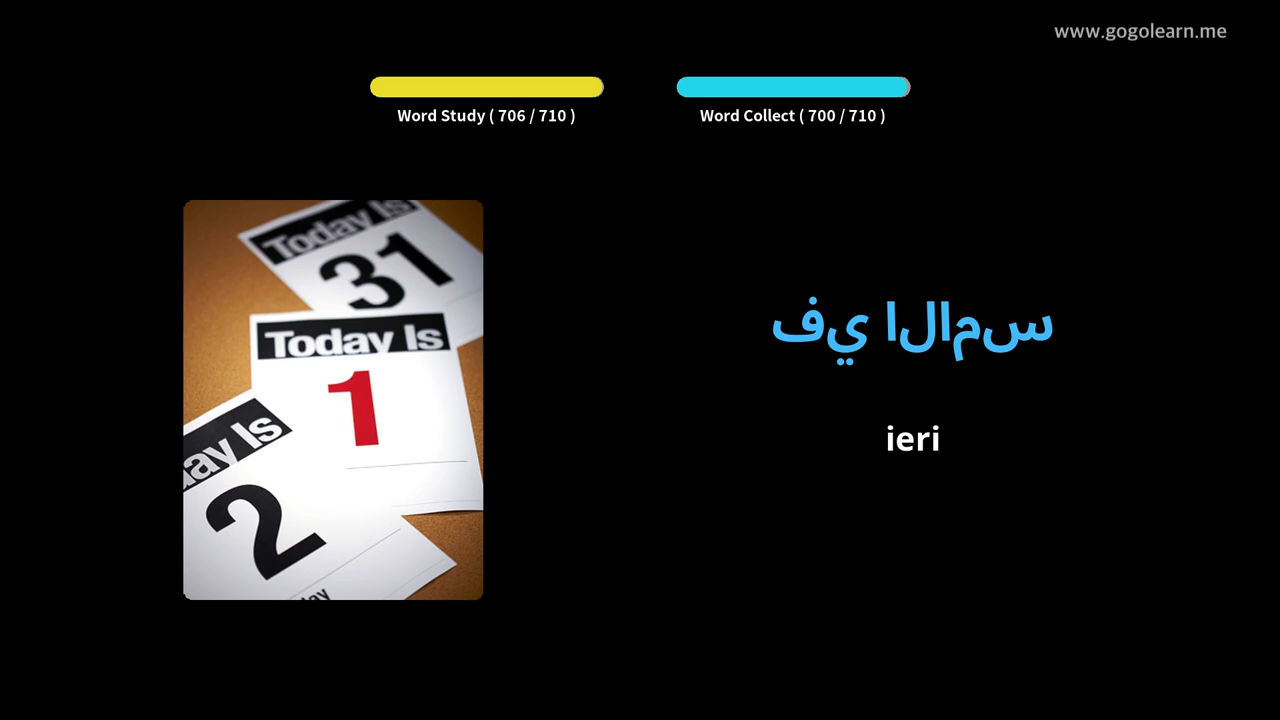 www.gogolearn.me
Word Study ( 706 / 710 )
Word Collect ( 700 / 710 )
Today Is
31
Today Is
1
ay Is
2
day
في الامس
ieri